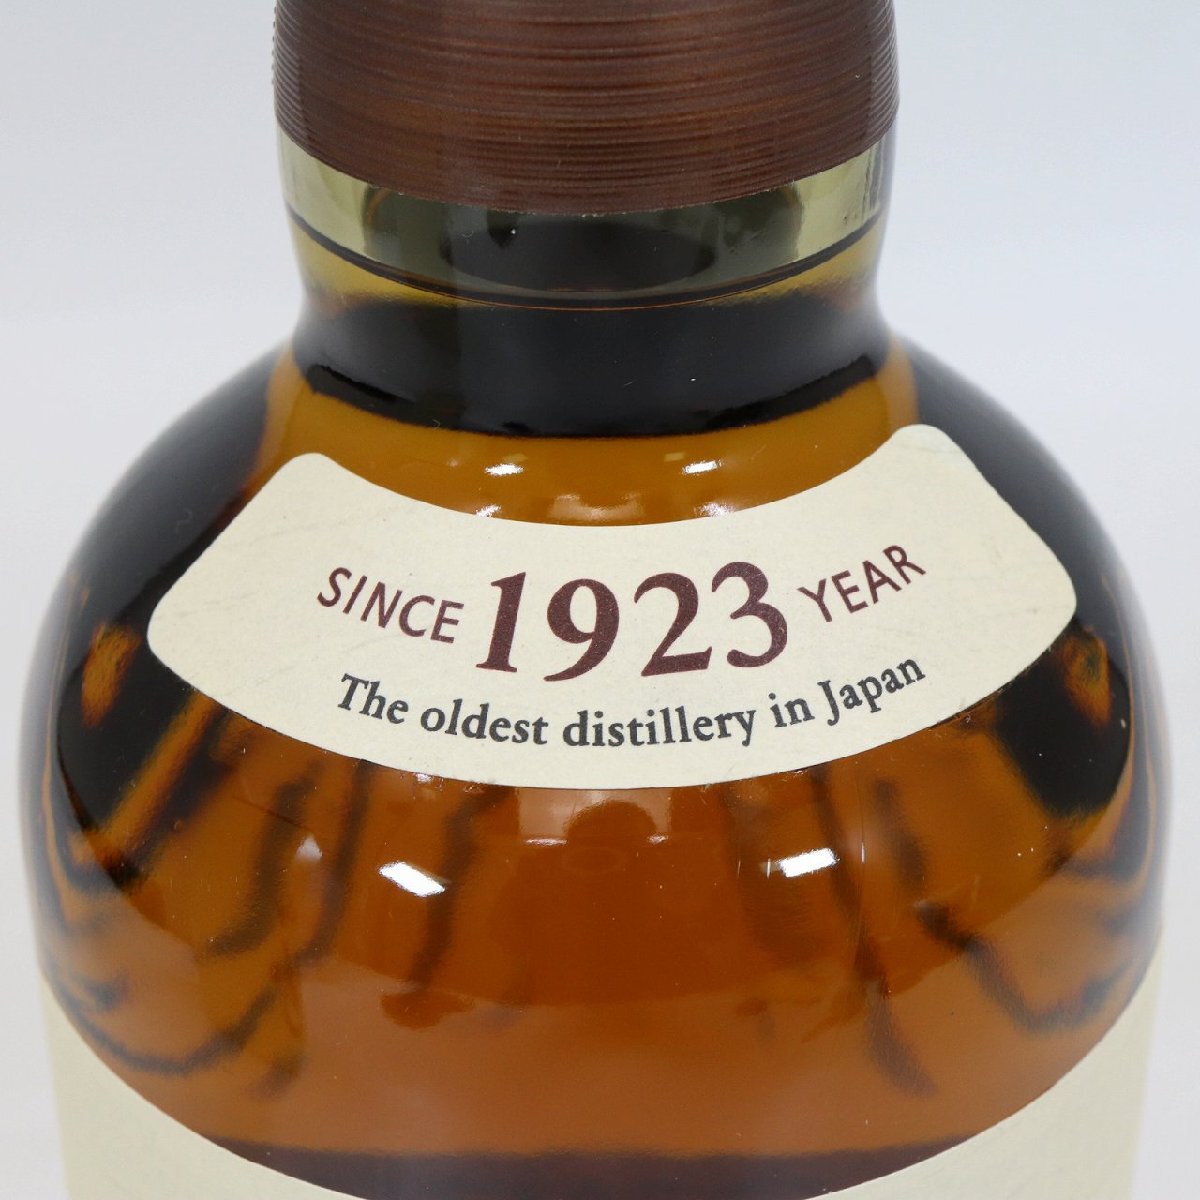 SINCE 1923 YEAR
The oldest distillery in Japan